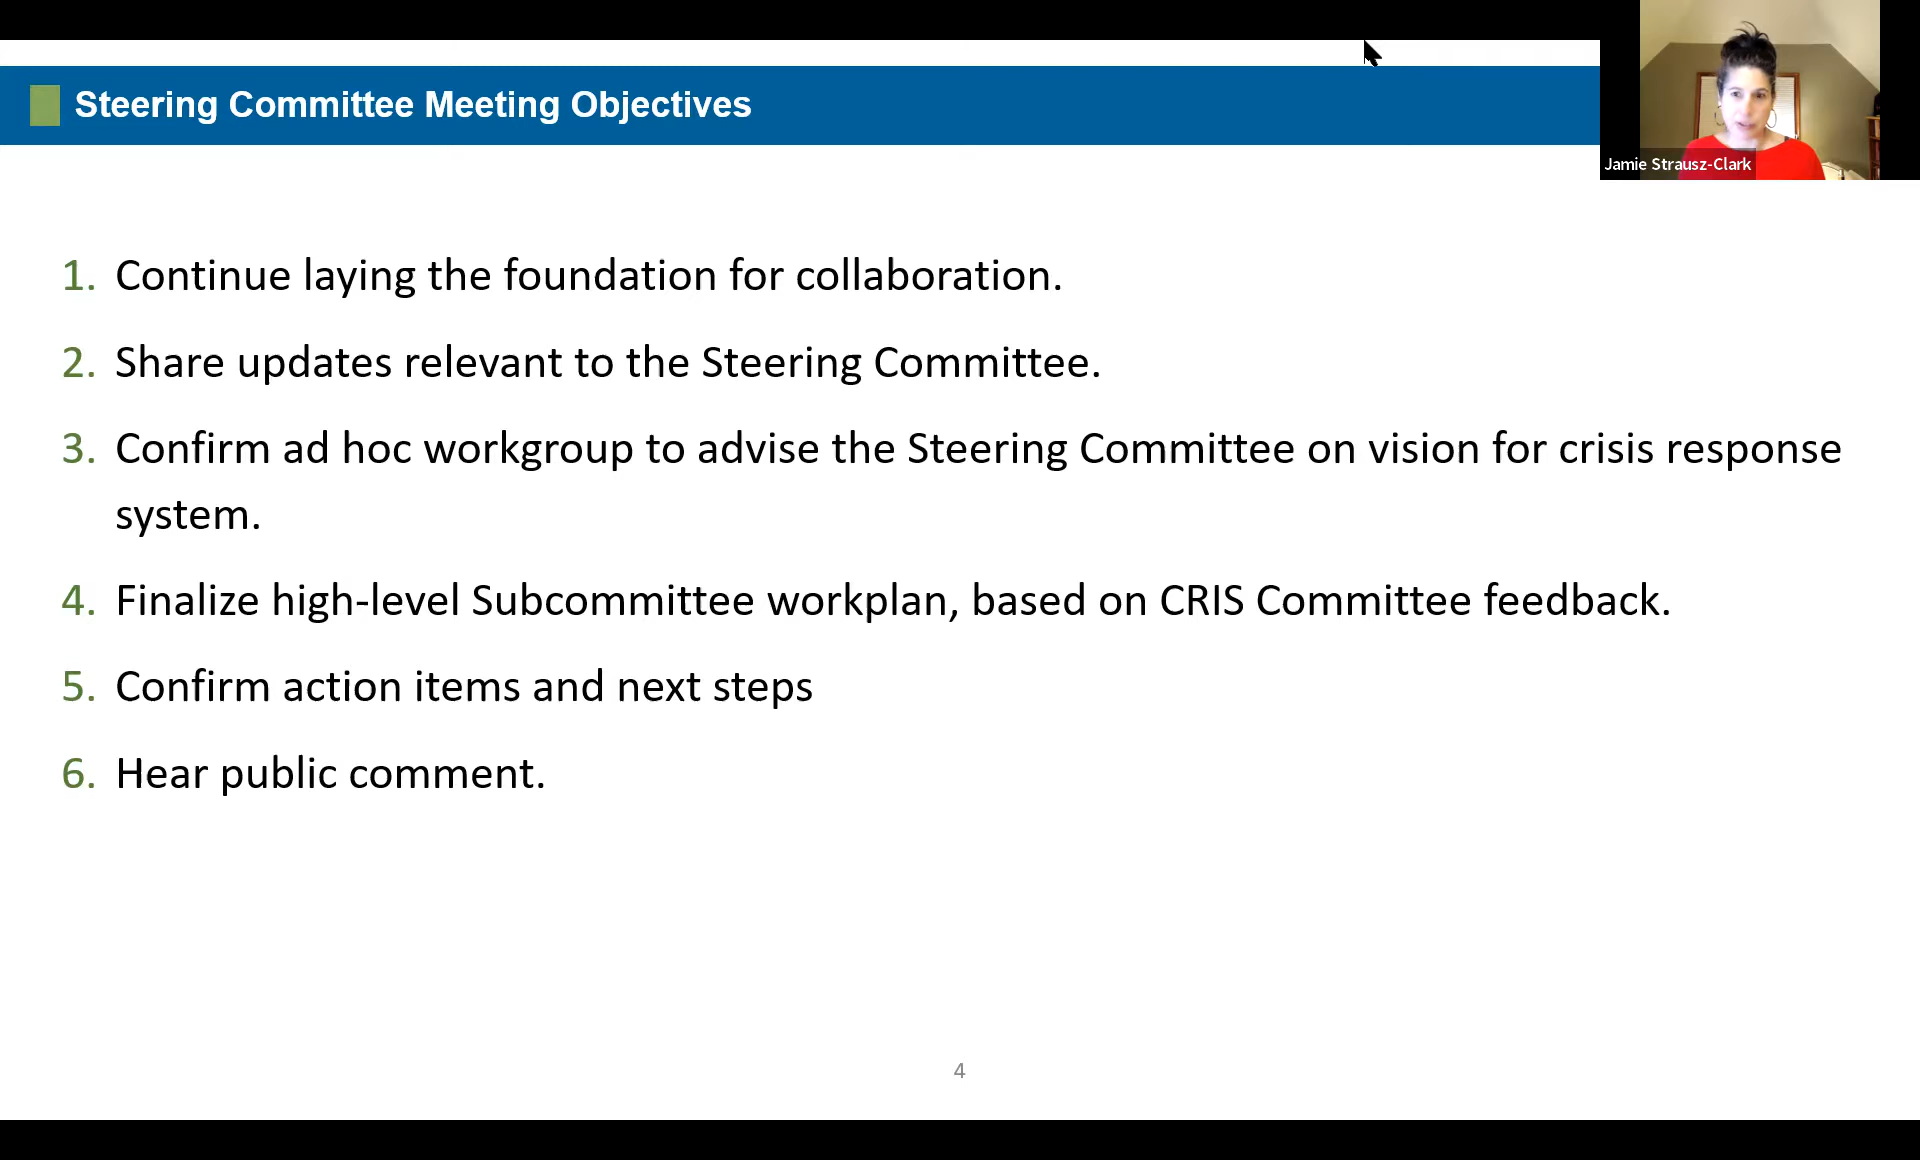 Steering Committee Meeting Objectives
Jamie Strausz-Clark
1. Continue laying the foundation for collaboration.
2. Share updates relevant to the Steering Committee.
3. Confirm ad hoc workgroup to advise the Steering Committee on vision for crisis response
system.
4. Finalize high-level Subcommittee workplan, based on CRIS Committee feedback.
5. Confirm action items and next steps
6. Hear public comment.
4